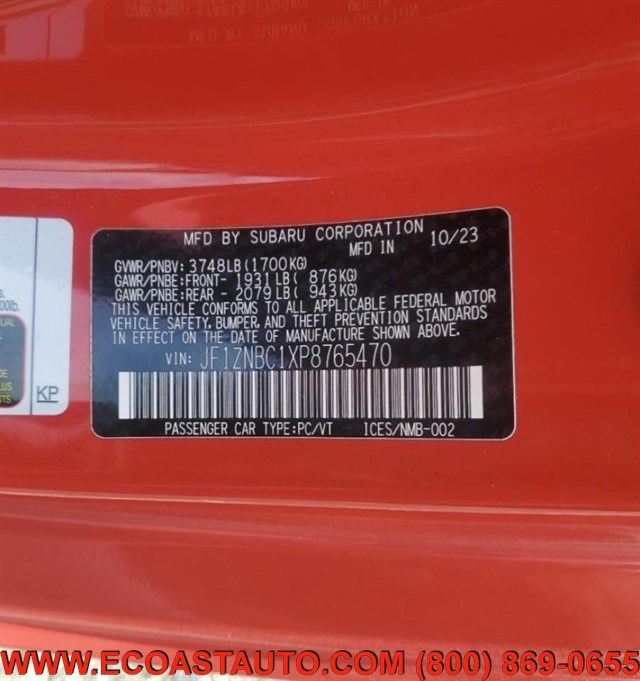 MFD BY SUBARU CORPORATION
MFD IN 10/23
GVWR/PNBV: 3748LB(1700KG)
GAWR/PNBE:FRONT- 1931LB( 876KG)
GAWR/PNBE:REAR - 2079LB( 943KG)
THIS VEHICLE CONFORMS TO ALL APPLICABLE FEDERAL MOTOR
VEHICLE SAFETY, BUMPER, AND THEFT PREVENTION STANDARDS
IN EFFECT ON THE DATE OF MANUFACTURE SHOWN ABOVE.
VIN: JF1ZNBC1XP8765470
PASSENGER CAR TYPE:PC/VT ICES/NMB-002
KP
WWW.ECOASTAUTO.COM (800) 869-0655